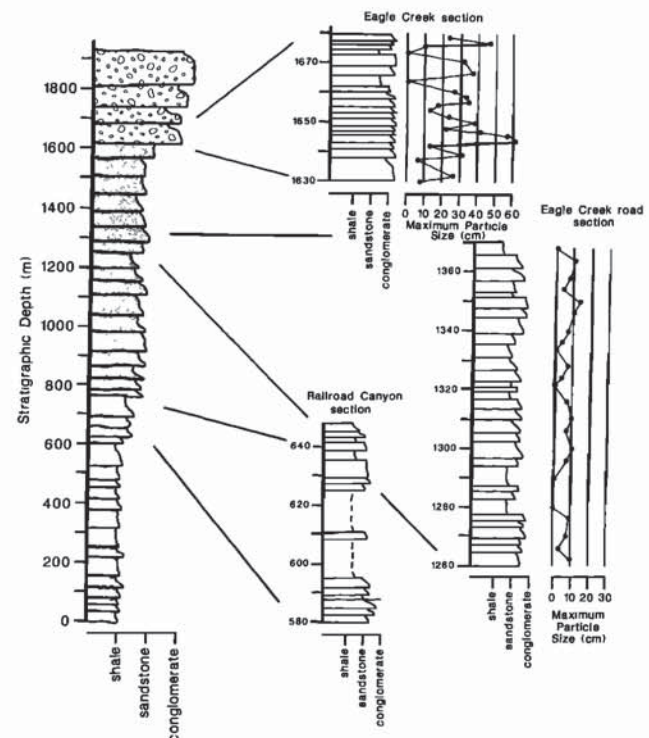 Eagle Creek section
1670
1650
1630
shale
sandstone
conglomerate
0 10 20 30 40 50 60
Maximum Particle
Size (cm)
Stratigraphic Depth (m)
1800
1600
1400
1200
1000
800
600
400
200
0
shale
sandstone
conglomerate
Railroad Canyon
section
640
620
600
580
shale
sandstone
conglomerate
Eagle Creek road
section
1360
1340
1320
1300
1280
1260
shale
sandstone
conglomerate
0 10 20 30
Maximum
Particle
Size (cm)